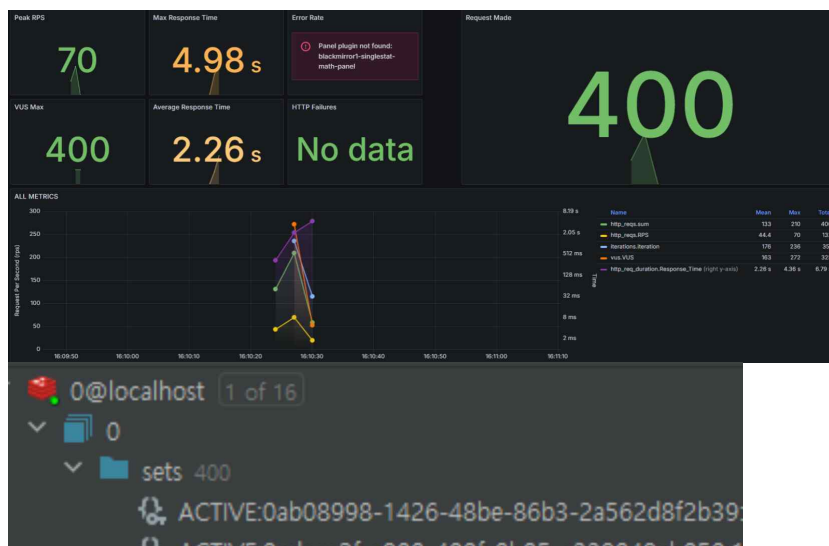 Peak RPS
70
Max Response Time
4.98 s
Error Rate
Panel plugin not found:
blackmirror1-singlestat-
math-panel
Request Made
400
VUS Max
400
Average Response Time
2.26 s
HTTP Failures
No data
ALL METRICS
Request Per Second (rps)
300
250
200
150
100
50
0
8.19 s
2.05 s
512 ms
128 ms
32 ms
8 ms
2 ms
Time
16:09:50 16:10:00 16:10:10 16:10:20 16:10:30 16:10:40 16:10:50 16:11:00 16:11:10
Name Mean Max Total
http_reqs.sum 133 210 400
http_reqs.RPS 44.4 70
iterations.iteration 176 236
vus.VUS 163 272
http_req_duration.Response_Time (right y-axis) 2.26 s 4.36 s 6.79
0@localhost 1 of 16
0
sets 400
ACTIVE:0ab08998-1426-48be-86b3-2a562d8f2b39: